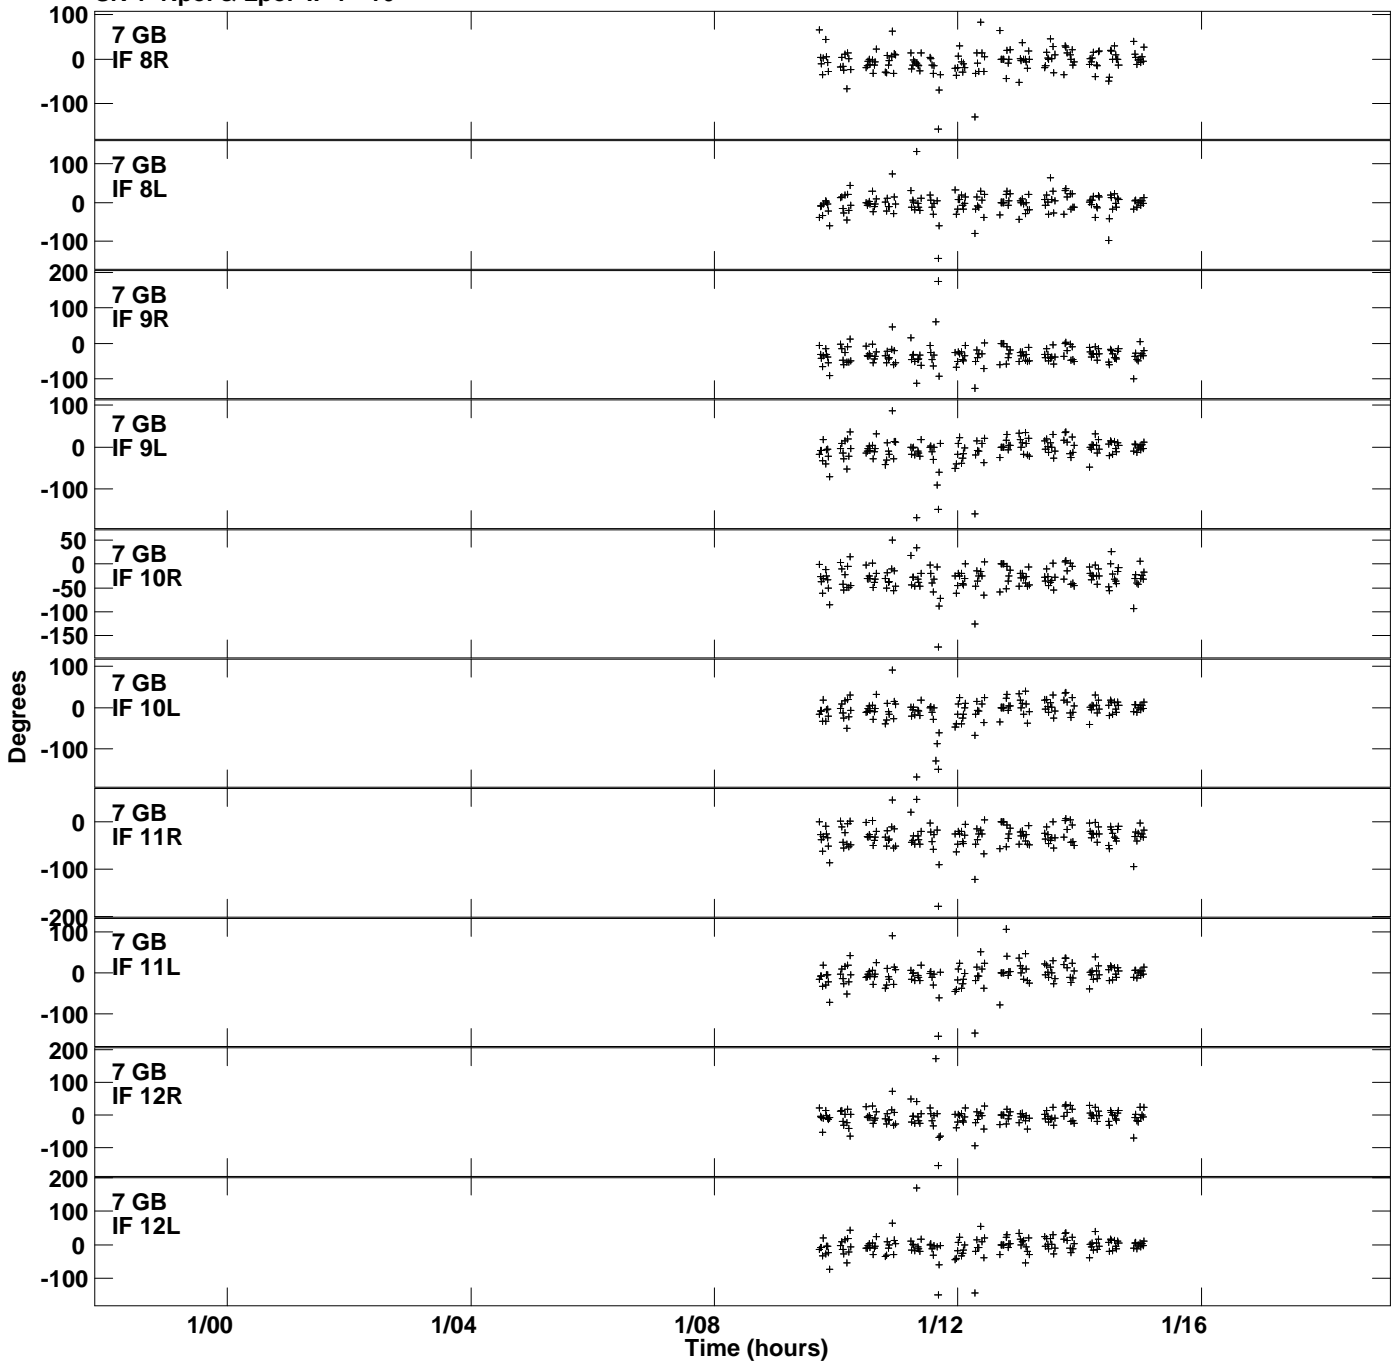 100
7 GB
0
IF 8R
-100
100
7 GB
IF 8L
0
-100
200
7 GB
100
IF 9R
0
-100
100
7 GB
0
IF 9L
-100
50
7 GB
0
IF 10R
-50
-100
-150
100
7 GB
0
IF 10L
-100
Degrees
7 GB
0
IF 11R
-100
-200
100
7 GB
0
IF 11L
-100
200
7 GB
100
IF 12R
0
-100
200
7 GB
100
IF 12L
0
-100
1/00 1/04 1/08 1/12 1/16
Time (hours)